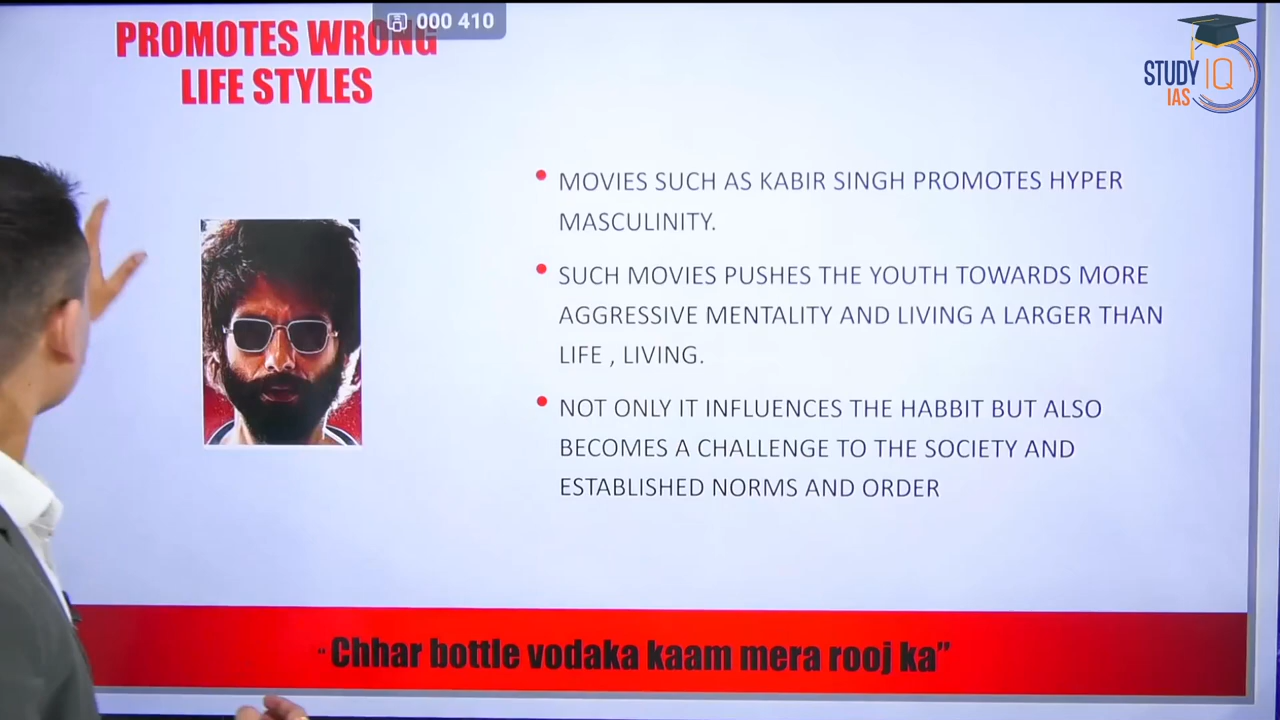 000 410
PROMOTES WRONG
LIFE STYLES
STUDY IQ
IAS
• MOVIES SUCH AS KABIR SINGH PROMOTES HYPER
MASCULINITY.
• SUCH MOVIES PUSHES THE YOUTH TOWARDS MORE
AGGRESSIVE MENTALITY AND LIVING A LARGER THAN
LIFE , LIVING.
• NOT ONLY IT INFLUENCES THE HABBIT BUT ALSO
BECOMES A CHALLENGE TO THE SOCIETY AND
ESTABLISHED NORMS AND ORDER
“Chhar bottle vodaka kaam mera rooj ka”